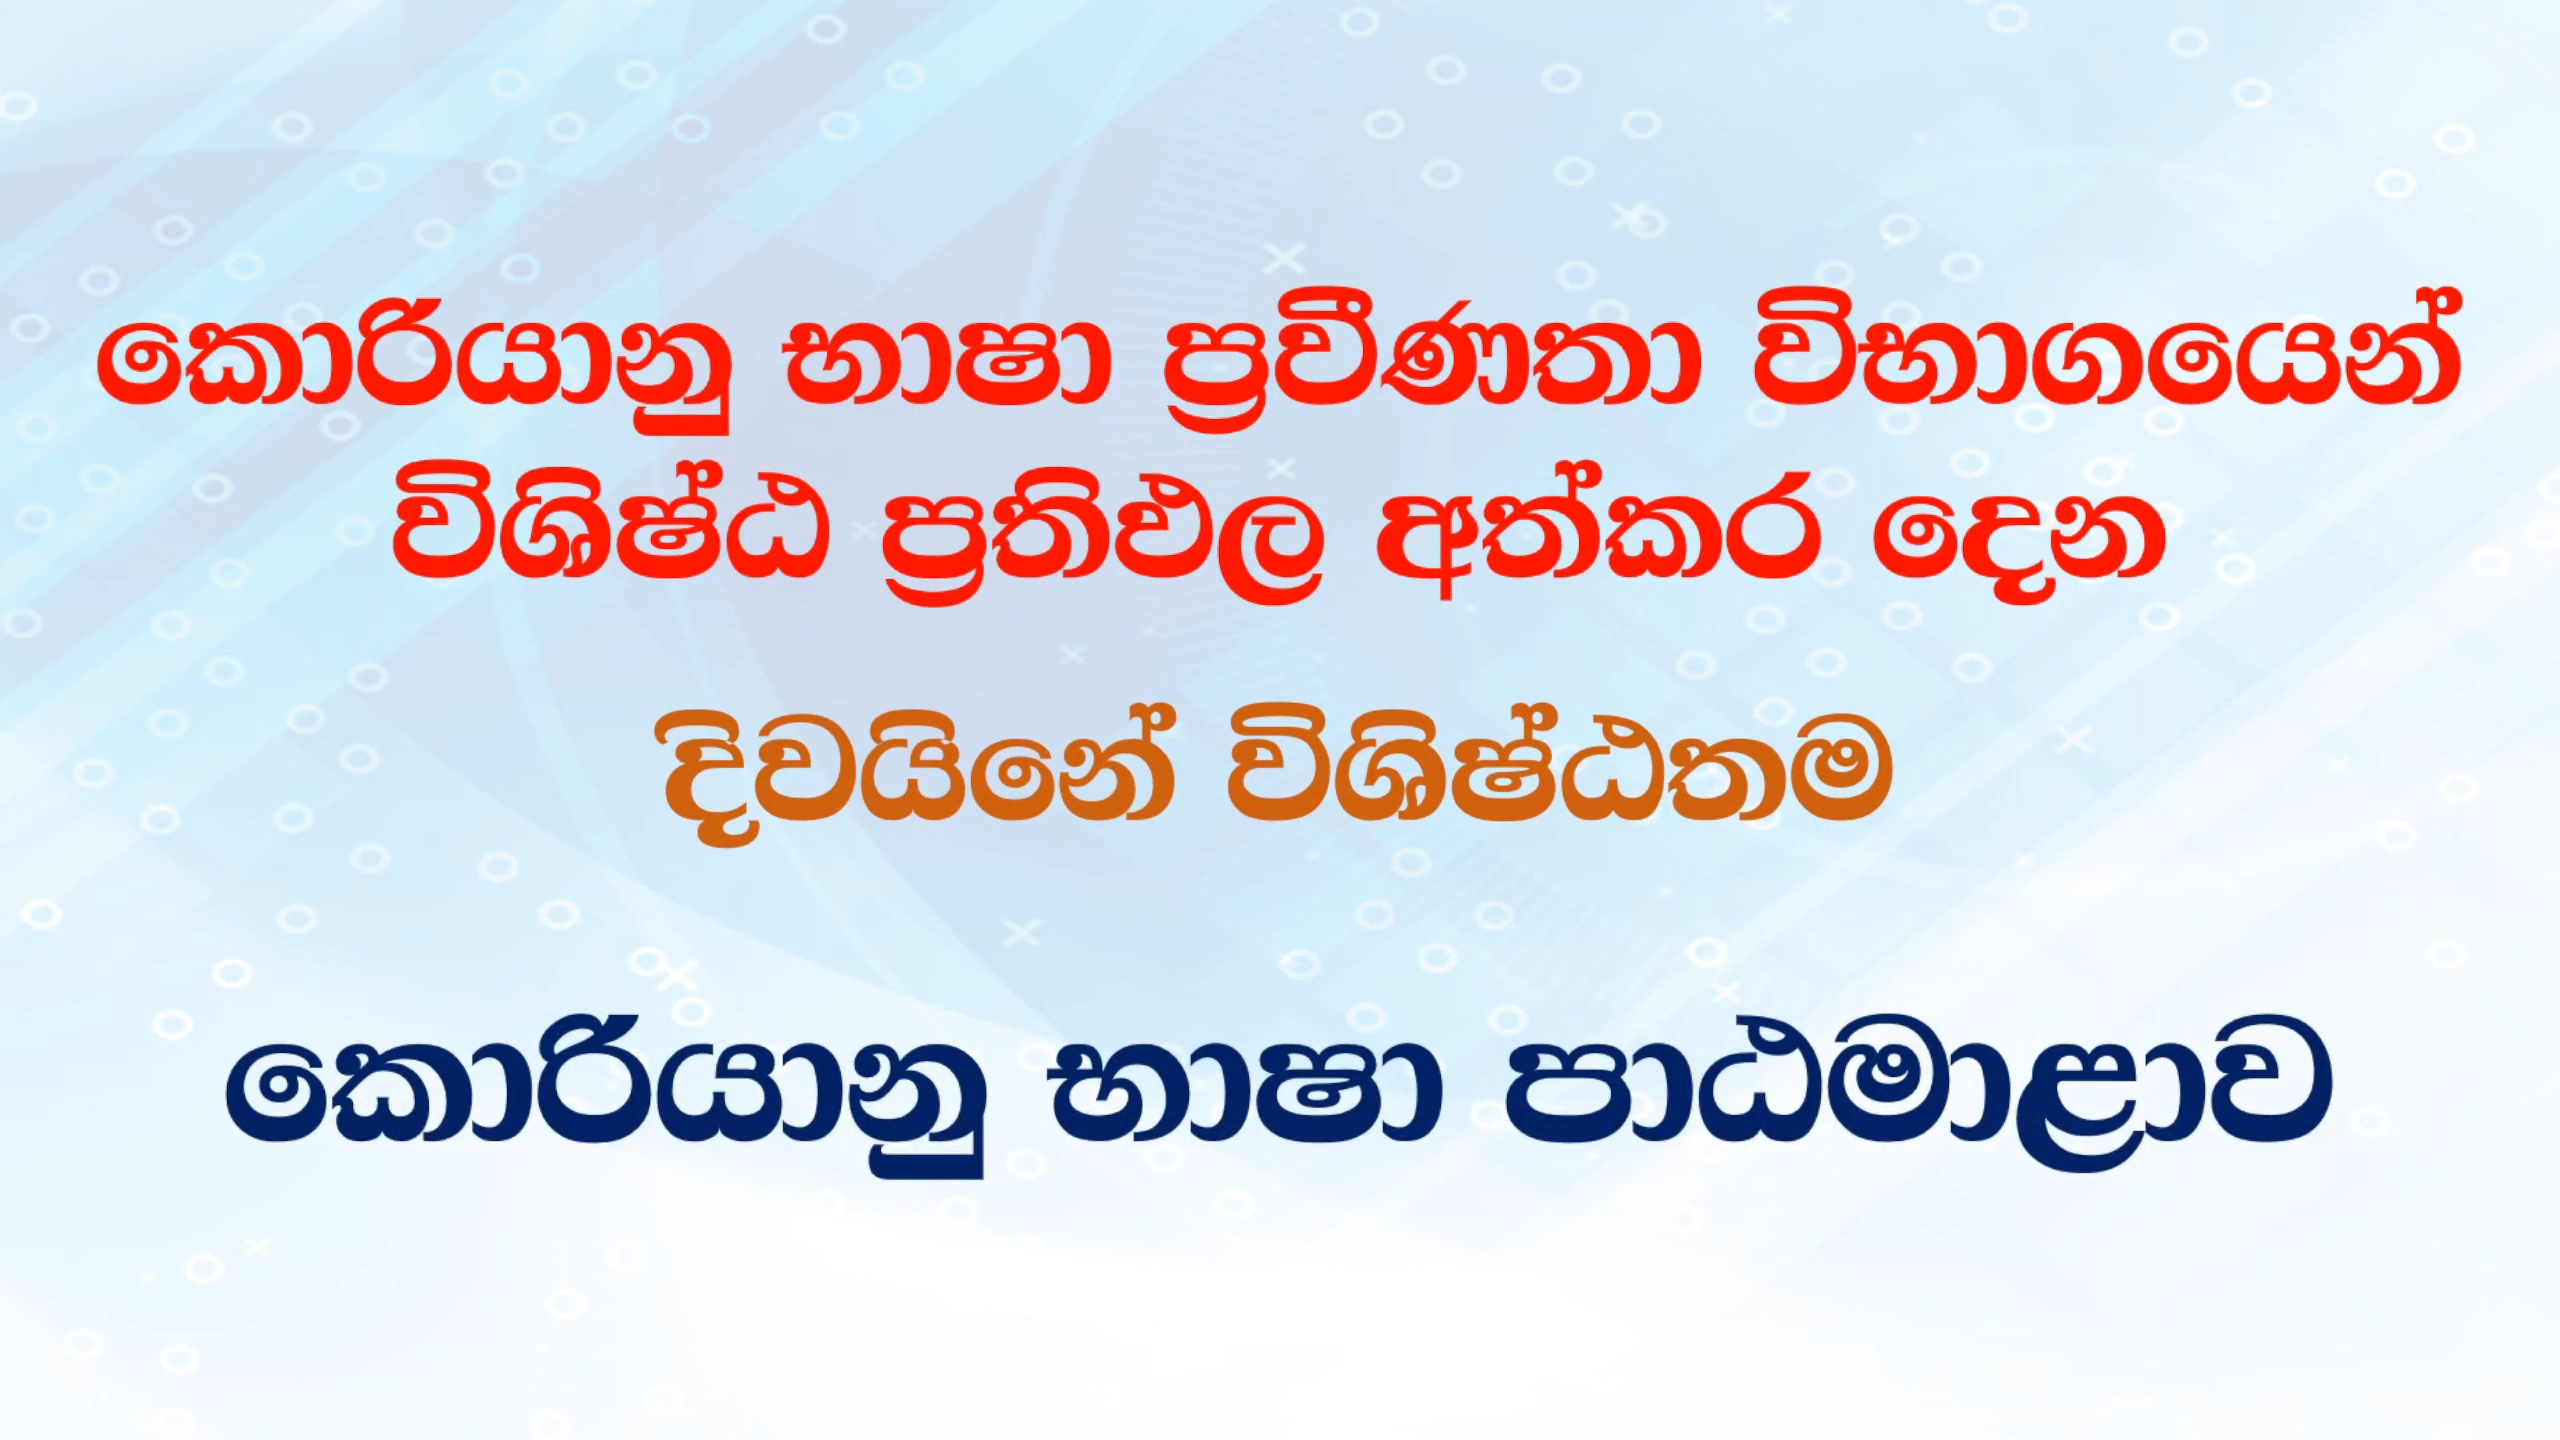 කොරියානු භාෂා ප්‍රවීණතා විභාගයෙන්
විශිෂ්ඨ ප්‍රතිඵල අත්කර දෙන
දිවයිනේ විශිෂ්ඨතම
කොරියානු භාෂා පාඨමාළාව